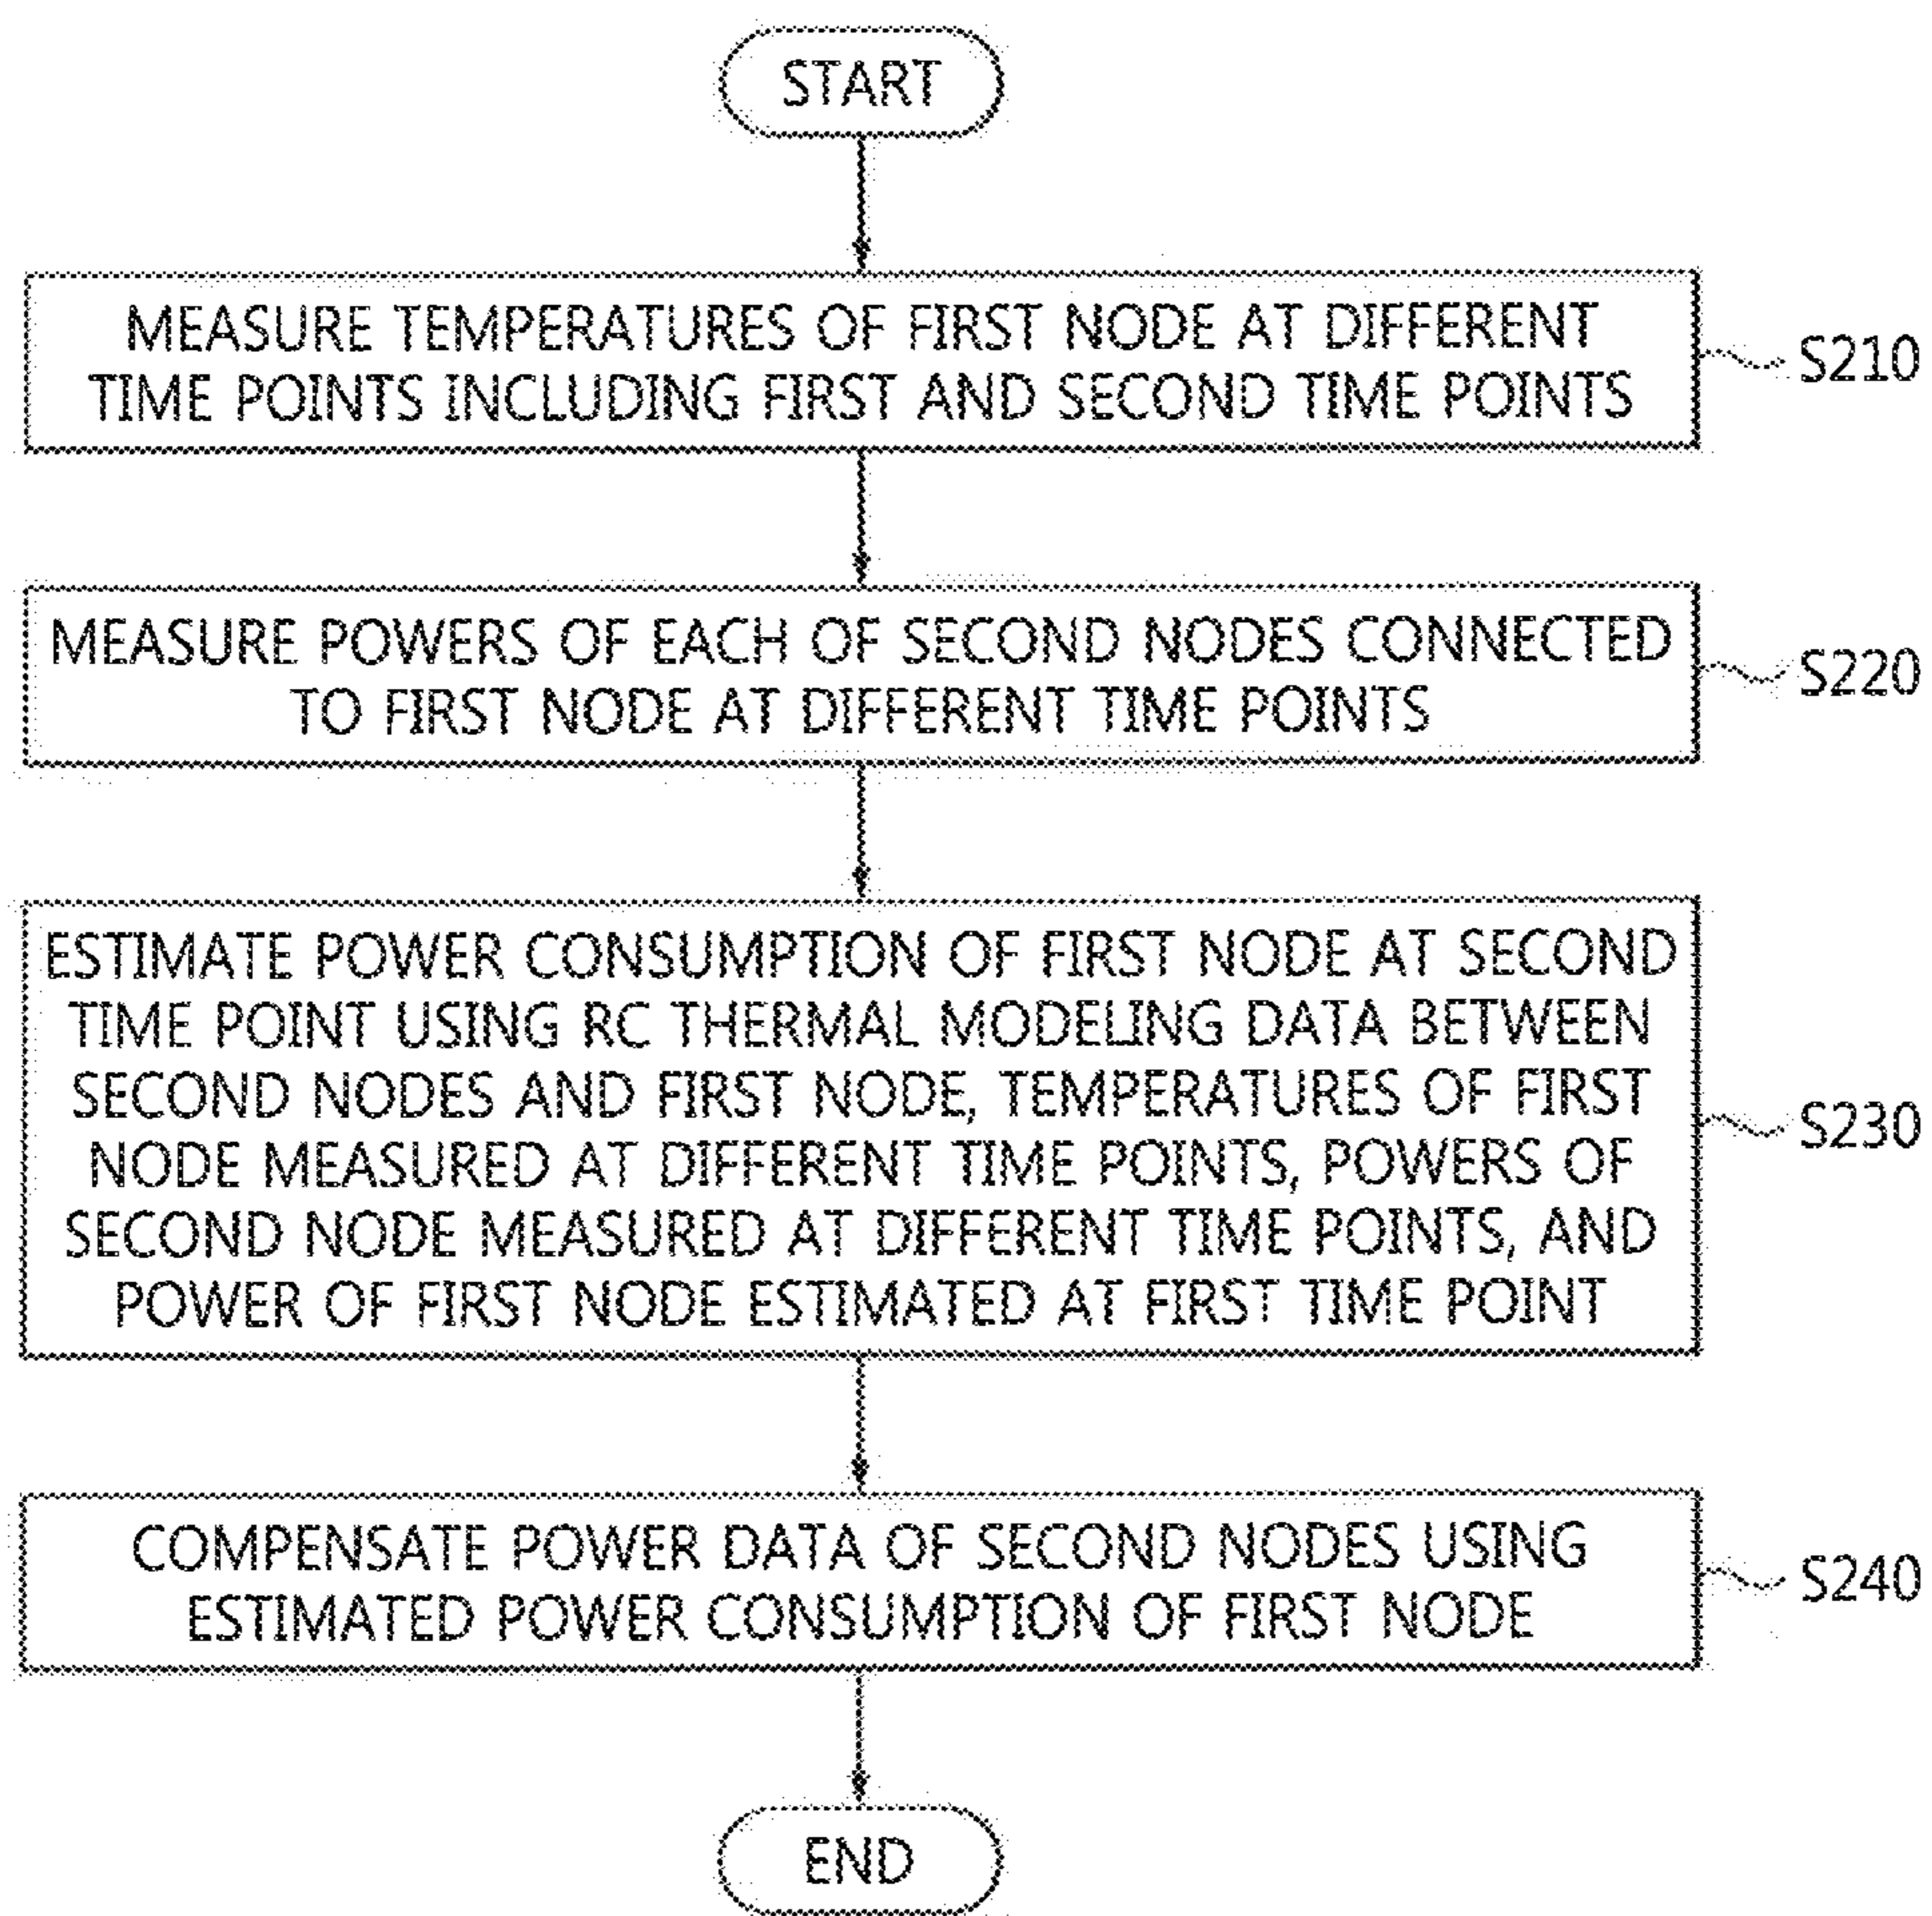 START
MEASURE TEMPERATURES OF FIRST NODE AT DIFFERENT
TIME POINTS INCLUDING FIRST AND SECOND TIME POINTS
S210
MEASURE POWERS OF EACH OF SECOND NODES CONNECTED
TO FIRST NODE AT DIFFERENT TIME POINTS
S220
ESTIMATE POWER CONSUMPTION OF FIRST NODE AT SECOND
TIME POINT USING RC THERMAL MODELING DATA BETWEEN
SECOND NODES AND FIRST NODE, TEMPERATURES OF FIRST
NODE MEASURED AT DIFFERENT TIME POINTS, POWERS OF
SECOND NODE MEASURED AT DIFFERENT TIME POINTS, AND
POWER OF FIRST NODE ESTIMATED AT FIRST TIME POINT
S230
COMPENSATE POWER DATA OF SECOND NODES USING
ESTIMATED POWER CONSUMPTION OF FIRST NODE
S240
END